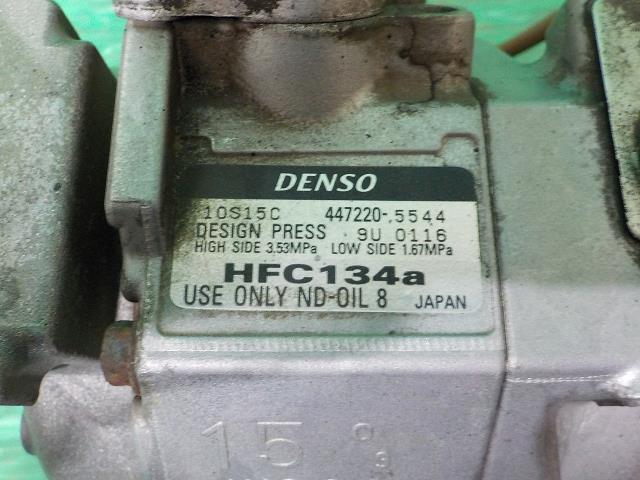 DENSO
10S15C 447220-5544
DESIGN PRESS 9U 0116
HIGH SIDE 3.53MPa LOW SIDE 1.67MPa
HFC134a
USE ONLY ND-OIL 8 JAPAN
15